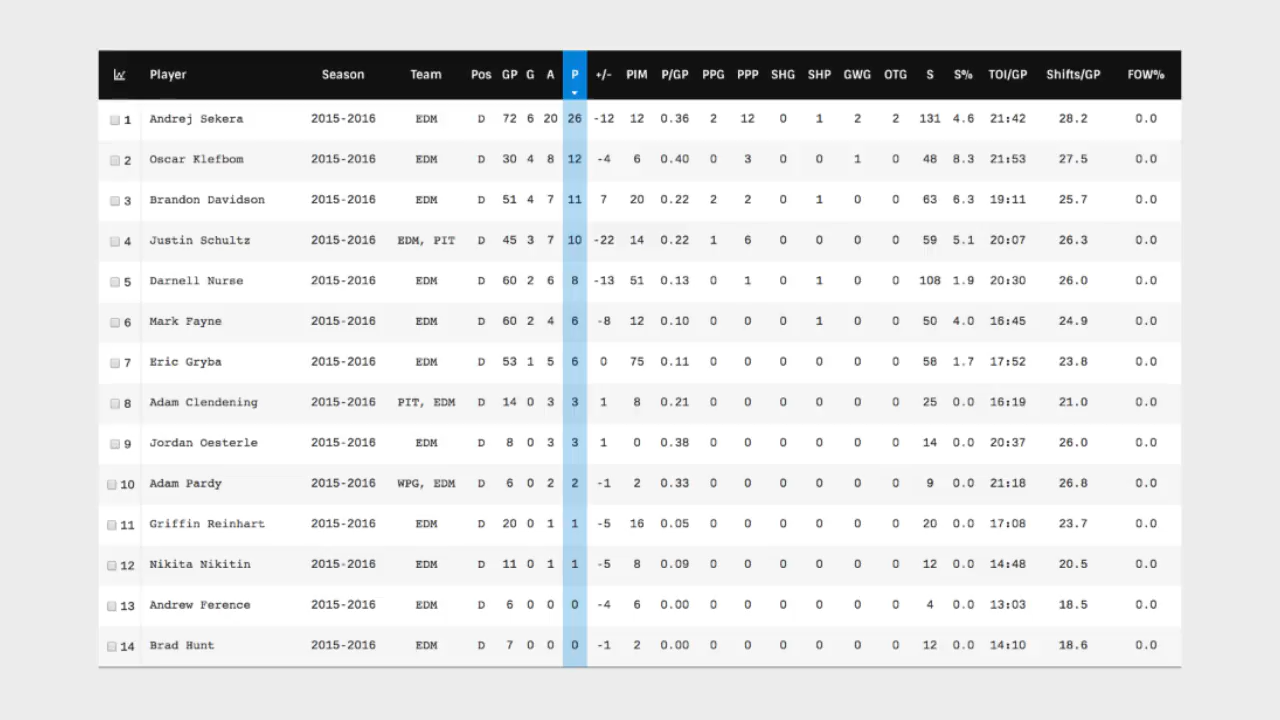 Player Season Team Pos GP G A P +/- PIM P/GP PPG PPP SHG SHP GWG OTG S S% TOI/GP Shifts/GP FOW%
1 Andrej Sekera 2015-2016 EDM D 72 6 20 26 -12 12 0.36 2 12 0 1 2 2 131 4.6 21:42 28.2 0.0
2 Oscar Klefbom 2015-2016 EDM D 30 4 8 12 -4 6 0.40 0 3 0 0 1 0 48 8.3 21:53 27.5 0.0
3 Brandon Davidson 2015-2016 EDM D 51 4 7 11 7 20 0.22 2 2 0 1 0 0 63 6.3 19:11 25.7 0.0
4 Justin Schultz 2015-2016 EDM, PIT D 45 3 7 10 -22 14 0.22 1 6 0 0 0 0 59 5.1 20:07 26.3 0.0
5 Darnell Nurse 2015-2016 EDM D 60 2 6 8 -13 51 0.13 0 1 0 1 0 0 108 1.9 20:30 26.0 0.0
6 Mark Fayne 2015-2016 EDM D 60 2 4 6 -8 12 0.10 0 0 0 1 0 0 50 4.0 16:45 24.9 0.0
7 Eric Gryba 2015-2016 EDM D 53 1 5 6 0 75 0.11 0 0 0 0 0 0 58 1.7 17:52 23.8 0.0
8 Adam Clendening 2015-2016 PIT, EDM D 14 0 3 3 1 8 0.21 0 0 0 0 0 0 25 0.0 16:19 21.0 0.0
9 Jordan Oesterle 2015-2016 EDM D 8 0 3 3 1 0 0.38 0 0 0 0 0 0 14 0.0 20:37 26.0 0.0
10 Adam Pardy 2015-2016 WPG, EDM D 6 0 2 2 -1 2 0.33 0 0 0 0 0 0 9 0.0 21:18 26.8 0.0
11 Griffin Reinhart 2015-2016 EDM D 20 0 1 1 -5 16 0.05 0 0 0 0 0 0 20 0.0 17:08 23.7 0.0
12 Nikita Nikitin 2015-2016 EDM D 11 0 1 1 -5 8 0.09 0 0 0 0 0 0 12 0.0 14:48 20.5 0.0
13 Andrew Ference 2015-2016 EDM D 6 0 0 0 -4 6 0.00 0 0 0 0 0 0 4 0.0 13:03 18.5 0.0
14 Brad Hunt 2015-2016 EDM D 7 0 0 0 -1 2 0.00 0 0 0 0 0 0 12 0.0 14:10 18.6 0.0